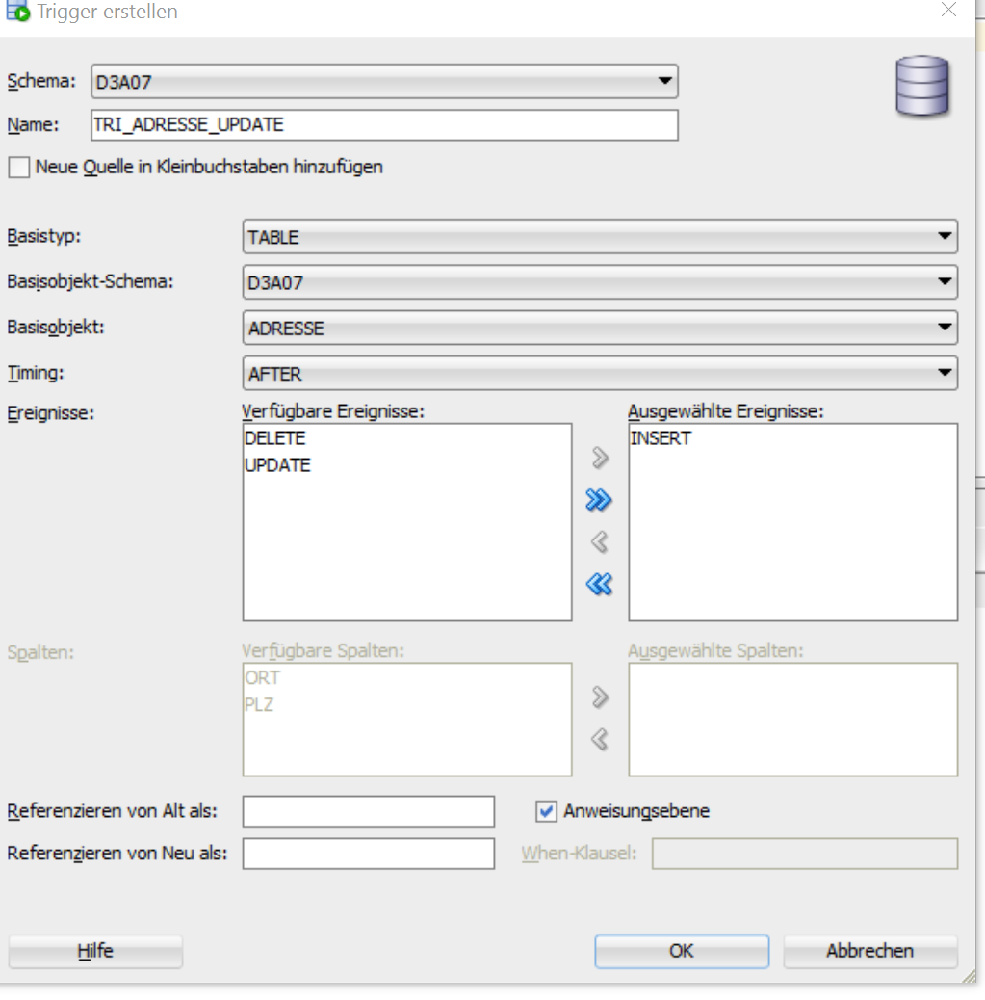 Trigger erstellen
Schema: D3A07
Name: TRI_ADRESSE_UPDATE
Neue Quelle in Kleinbuchstaben hinzufügen
Basistyp: TABLE
Basisobjekt-Schema: D3A07
Basisobjekt: ADRESSE
Timing: AFTER
Ereignisse: Verfügbare Ereignisse: Ausgewählte Ereignisse:
DELETE INSERT
UPDATE
Spalten: Verfügbare Spalten: Ausgewählte Spalten:
ORT
PLZ
Referenzieren von Alt als: Anweisungsebene
Referenzieren von Neu als: When-Klausel:
Hilfe OK Abbrechen